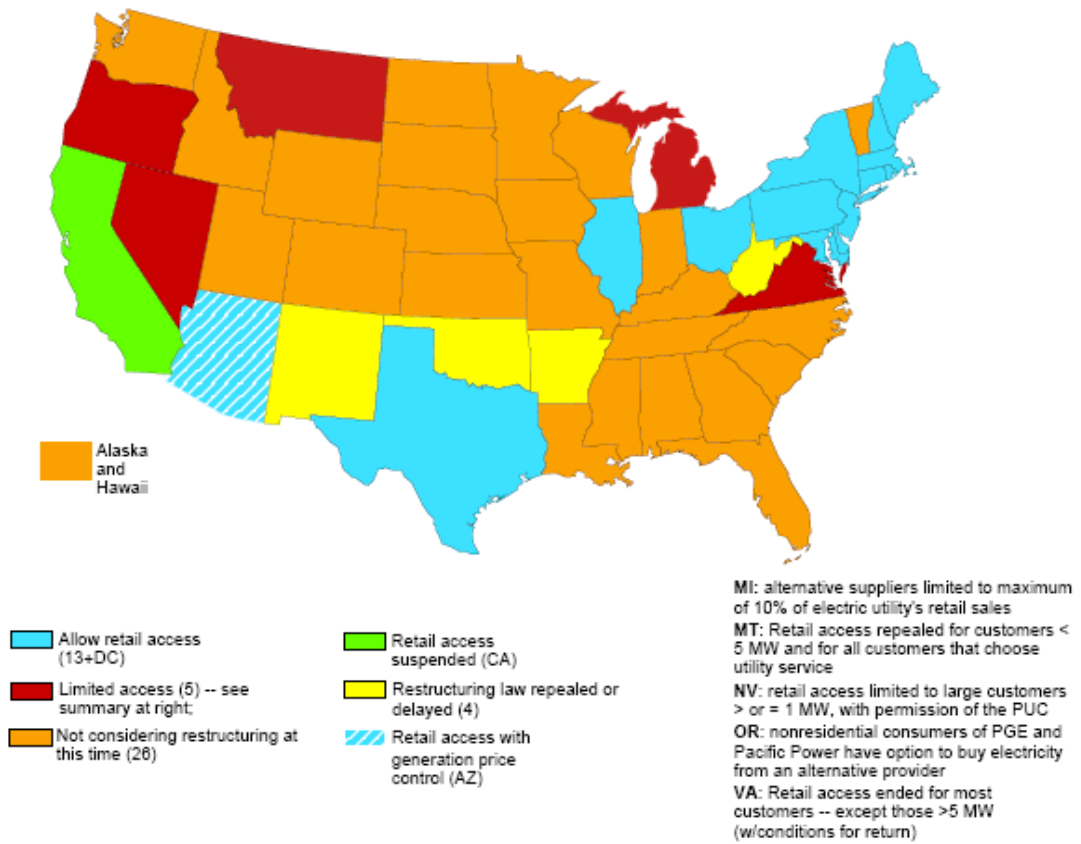 Alaska
and
Hawaii
Allow retail access
(13+DC)
Limited access (5) -- see
summary at right;
Not considering restructuring at
this time (26)
Retail access
suspended (CA)
Restructuring law repealed or
delayed (4)
Retail access with
generation price
control (AZ)
MI: alternative suppliers limited to maximum
of 10% of electric utility's retail sales
MT: Retail access repealed for customers <
5 MW and for all customers that choose
utility service
NV: retail access limited to large customers
> or = 1 MW, with permission of the PUC
OR: nonresidential consumers of PGE and
Pacific Power have option to buy electricity
from an alternative provider
VA: Retail access ended for most
customers -- except those >5 MW
(w/conditions for return)